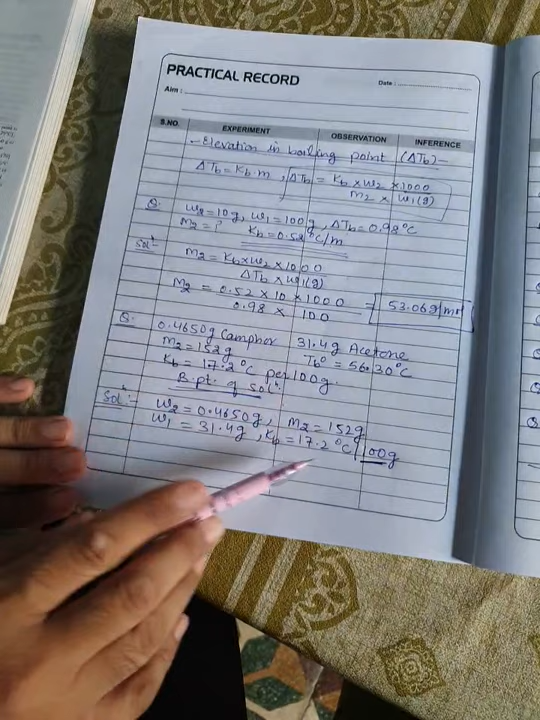 PRACTICAL RECORD
Date :
Aim :
S.NO. EXPERIMENT OBSERVATION INFERENCE
- Elevation in boiling point (ΔTb) -
ΔTb = Kb.m , ΔTb = Kb × w2 × 1000
M2 × w1(g)
Q. w2 = 10g, w1 = 100g, ΔTb = 0.98°C
M2 = ? Kb = 0.52°C/m
Solⁿ M2 = Kb × w2 × 1000
ΔTb × w1(g)
M2 = 0.52 × 10 × 1000 = 53.06g/mol
0.98 × 100
Q. 0.4650g Camphor 31.4g Acetone
M2 = 152g Tb° = 56.30°C
Kb = 17.2°C per 100g.
B.pt. of solⁿ
Solⁿ:- w2 = 0.4650g, M2 = 152g
w1 = 31.4g, Kb = 17.2°C/100g